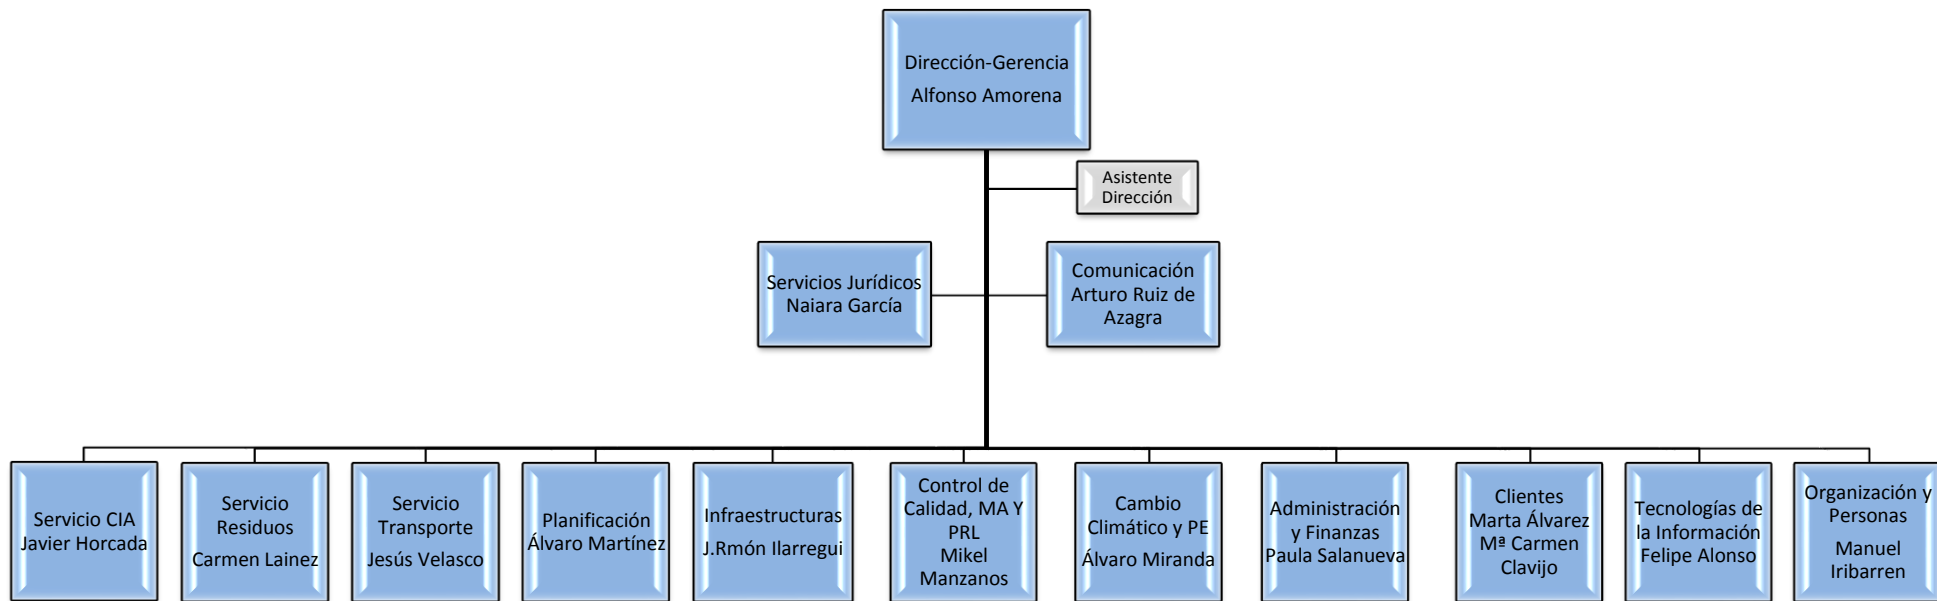 Dirección-Gerencia
Alfonso Amorena
Asistente
Dirección
Servicios Jurídicos
Naiara García
Comunicación
Arturo Ruiz de
Azagra
Servicio CIA
Javier Horcada
Servicio
Residuos
Carmen Lainez
Servicio
Transporte
Jesús Velasco
Planificación
Álvaro Martínez
Infraestructuras
J.Rmón Ilarregui
Control de
Calidad, MA Y
PRL
Mikel
Manzanos
Cambio
Climático y PE
Álvaro Miranda
Administración
y Finanzas
Paula Salanueva
Clientes
Marta Álvarez
Mª Carmen
Clavijo
Tecnologías de
la Información
Felipe Alonso
Organización y
Personas
Manuel
Iribarren